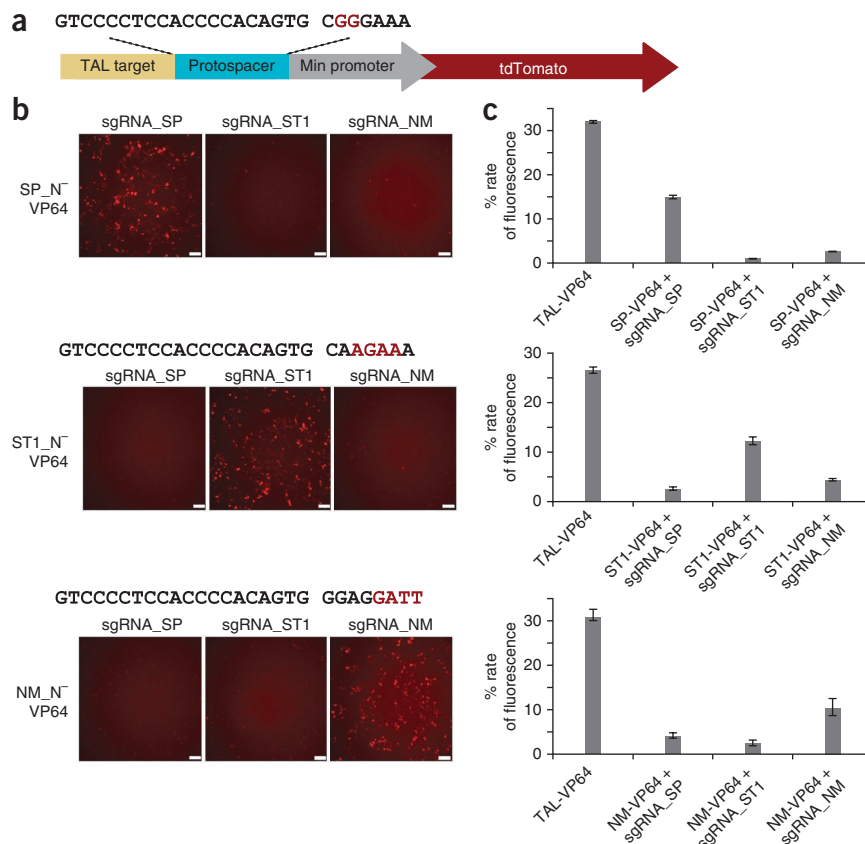 a
GTCCCCTCCACCCCACAGTG CGGGAAA
TAL target
Protospacer
Min promoter
tdTomato
b
sgRNA_SP
sgRNA_ST1
sgRNA_NM
SP_N⁻
VP64
GTCCCCTCCACCCCACAGTG CAAGAAA
sgRNA_SP
sgRNA_ST1
sgRNA_NM
ST1_N⁻
VP64
GTCCCCTCCACCCCACAGTG GGAGGATT
sgRNA_SP
sgRNA_ST1
sgRNA_NM
NM_N⁻
VP64
c
% rate
of fluorescence
30
20
10
0
TAL-VP64
SP-VP64 +
sgRNA_SP
SP-VP64 +
sgRNA_ST1
SP-VP64 +
sgRNA_NM
% rate
of fluorescence
30
20
10
0
TAL-VP64
ST1-VP64 +
sgRNA_SP
ST1-VP64 +
sgRNA_ST1
ST1-VP64 +
sgRNA_NM
% rate
of fluorescence
30
20
10
0
TAL-VP64
NM-VP64 +
sgRNA_SP
NM-VP64 +
sgRNA_ST1
NM-VP64 +
sgRNA_NM